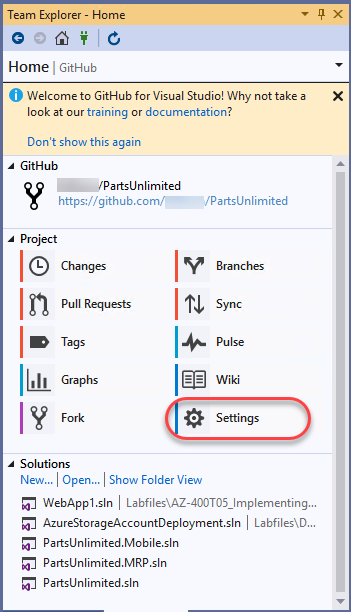 Team Explorer - Home
Home | GitHub
Welcome to GitHub for Visual Studio! Why not take a
look at our training or documentation?
Don't show this again
GitHub
/PartsUnlimited
https://github.com/ /PartsUnlimited
Project
Changes
Branches
Pull Requests
Sync
Tags
Pulse
Graphs
Wiki
Fork
Settings
Solutions
New... | Open... | Show Folder View
WebApp1.sln | Labfiles\AZ-400T05_Implementing...
AzureStorageAccountDeployment.sln | Labfiles\D...
PartsUnlimited.Mobile.sln
PartsUnlimited.MRP.sln
PartsUnlimited.sln